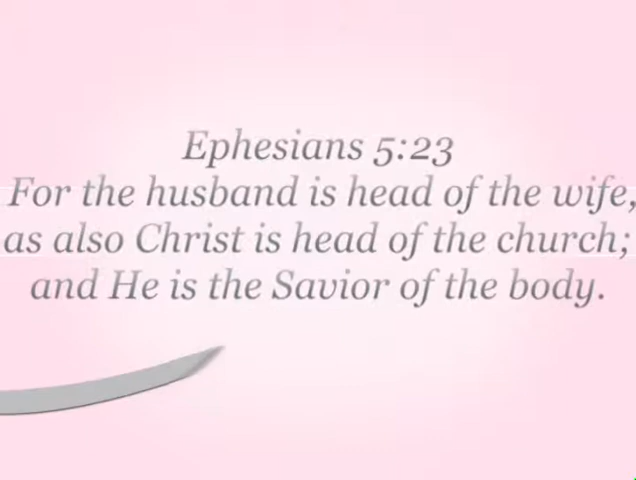 Ephesians 5:23
For the husband is head of the wife,
as also Christ is head of the church;
and He is the Savior of the body.